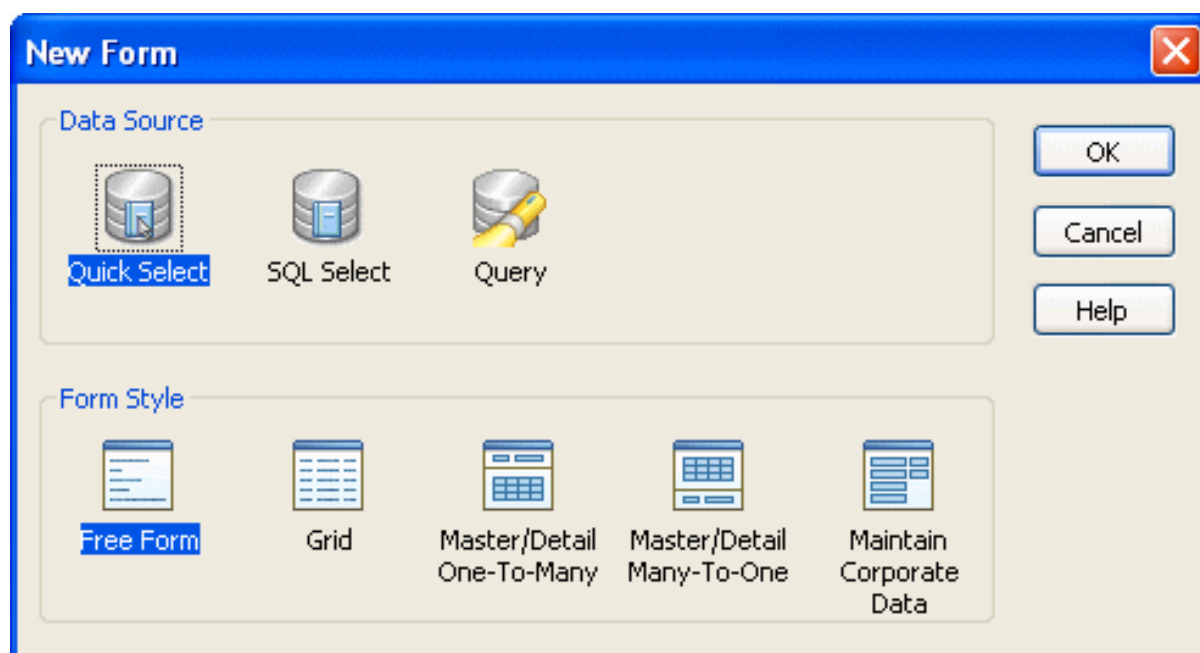 New Form
Data Source
OK
Quick Select
SQL Select
Query
Cancel
Help
Form Style
Free Form
Grid
Master/Detail
One-To-Many
Master/Detail
Many-To-One
Maintain
Corporate
Data